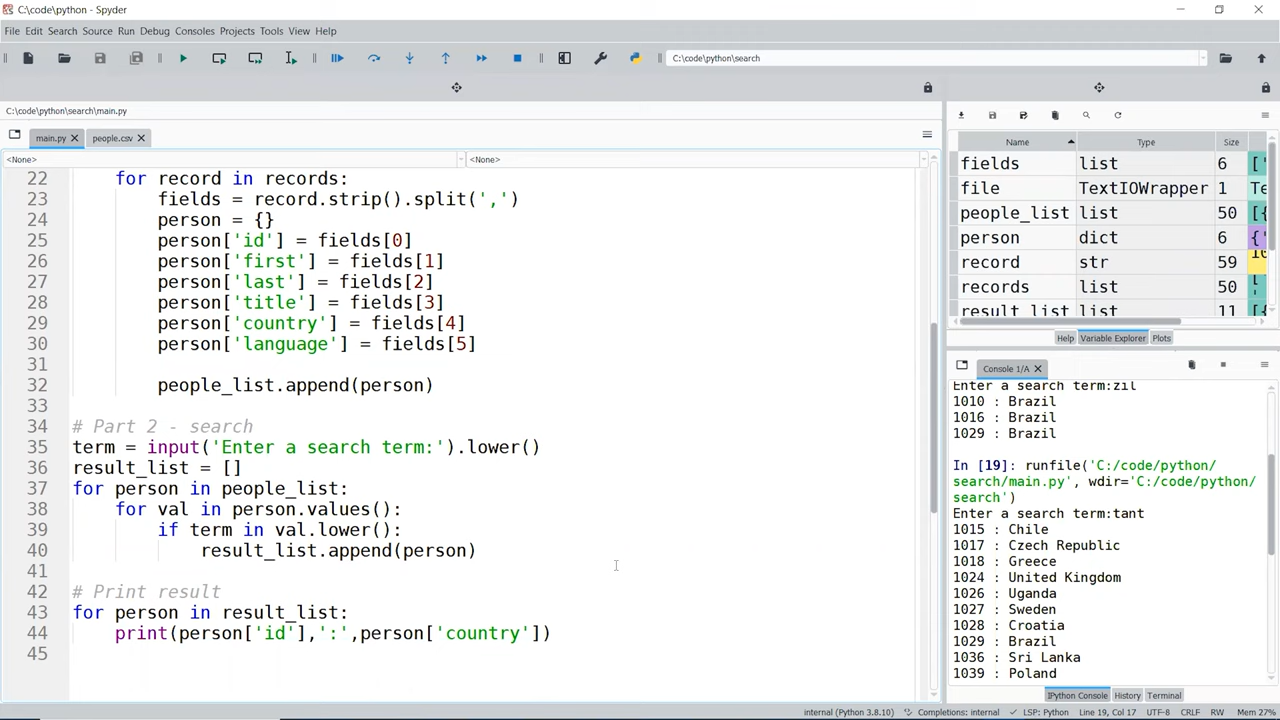 C:\code\python - Spyder
File Edit Search Source Run Debug Consoles Projects Tools View Help
C:\code\python\search
C:\code\python\search\main.py
main.py people.csv
<None> <None>
22 for record in records:
23 fields = record.strip().split(',')
24 person = {}
25 person['id'] = fields[0]
26 person['first'] = fields[1]
27 person['last'] = fields[2]
28 person['title'] = fields[3]
29 person['country'] = fields[4]
30 person['language'] = fields[5]
31
32 people_list.append(person)
33
34 # Part 2 - search
35 term = input('Enter a search term:').lower()
36 result_list = []
37 for person in people_list:
38 for val in person.values():
39 if term in val.lower():
40 result_list.append(person)
41
42 # Print result
43 for person in result_list:
44 print(person['id'],':',person['country'])
45
Name Type Size
fields list 6 ['
file TextIOWrapper 1 Te
people_list list 50 [{
person dict 6 {'
record str 59 10
records list 50 ['
result_list list 11 [{
Help Variable Explorer Plots
Console 1/A
Enter a search term:zil
1010 : Brazil
1016 : Brazil
1029 : Brazil
In [19]: runfile('C:/code/python/
search/main.py', wdir='C:/code/python/
search')
Enter a search term:tant
1015 : Chile
1017 : Czech Republic
1018 : Greece
1024 : United Kingdom
1026 : Uganda
1027 : Sweden
1028 : Croatia
1029 : Brazil
1036 : Sri Lanka
1039 : Poland
IPython Console History Terminal
internal (Python 3.8.10) Completions: internal LSP: Python Line 19, Col 17 UTF-8 CRLF RW Mem 27%